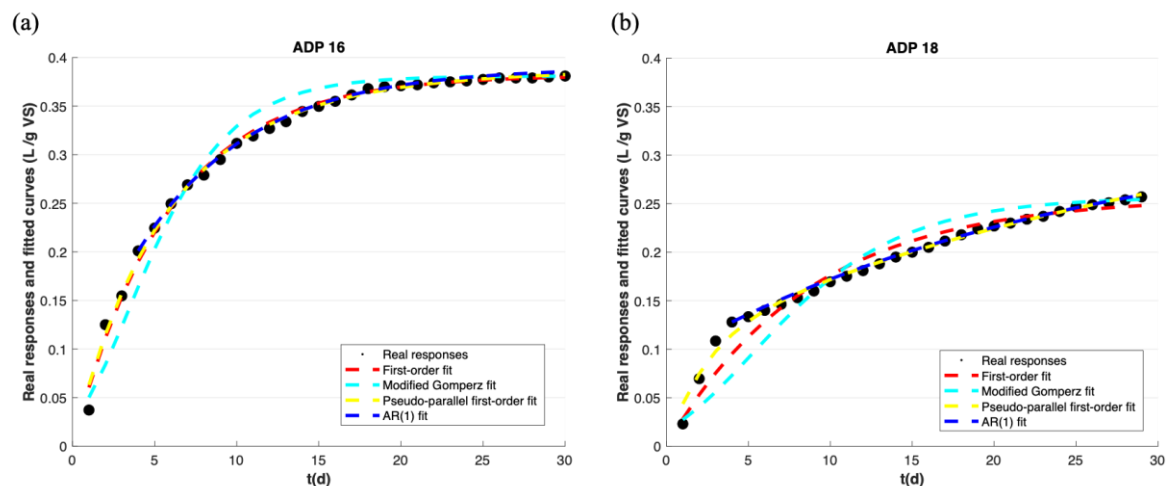 (a)
ADP 16
Real responses and fitted curves (L /g VS)
0.4
0.35
0.3
0.25
0.2
0.15
0.1
0.05
0
0 5 10 15 20 25 30
t(d)
Real responses
First-order fit
Modified Gomperz fit
Pseudo-parallel first-order fit
AR(1) fit
(b)
ADP 18
Real responses and fitted curves (L /g VS)
0.4
0.35
0.3
0.25
0.2
0.15
0.1
0.05
0
0 5 10 15 20 25 30
t(d)
Real responses
First-order fit
Modified Gomperz fit
Pseudo-parallel first-order fit
AR(1) fit